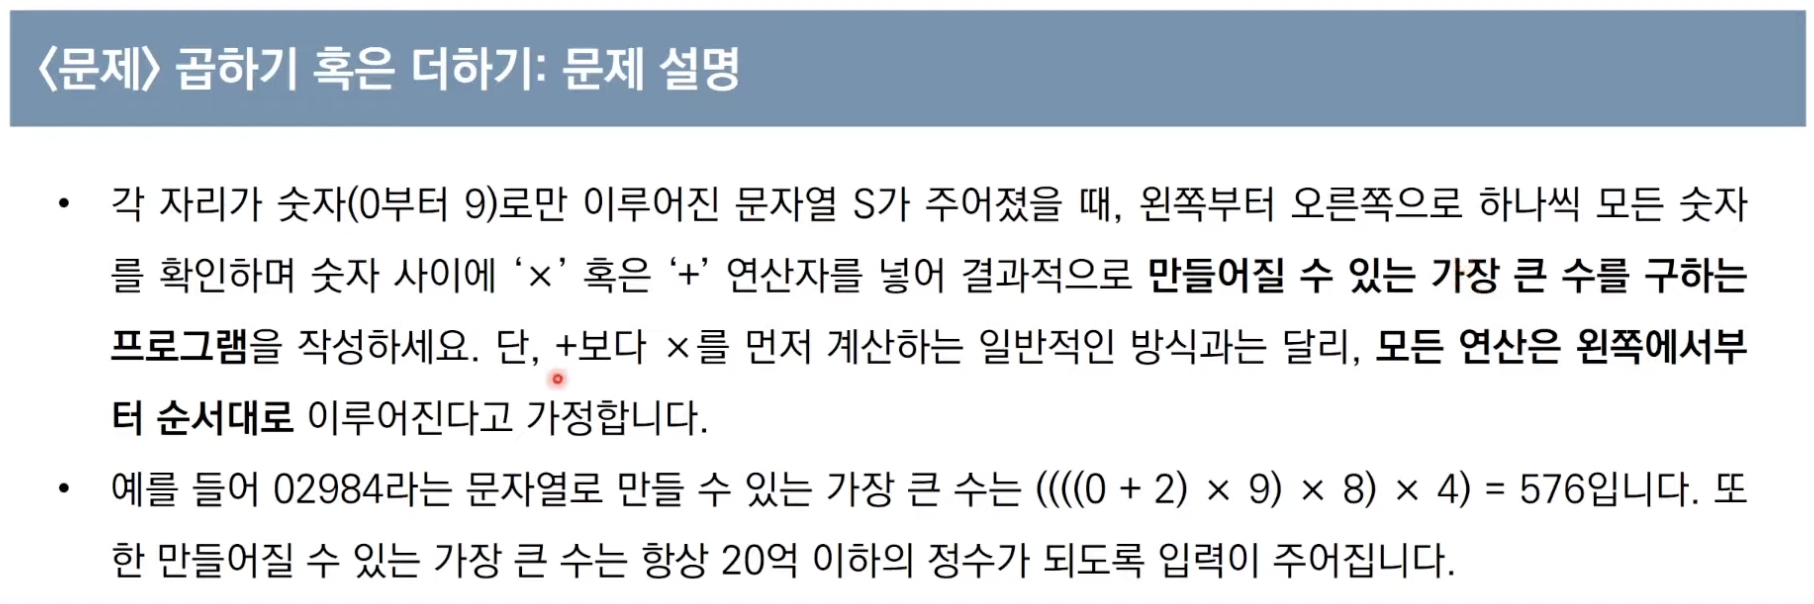 〈문제〉 곱하기 혹은 더하기: 문제 설명
• 각 자리가 숫자(0부터 9)로만 이루어진 문자열 S가 주어졌을 때, 왼쪽부터 오른쪽으로 하나씩 모든 숫자
를 확인하며 숫자 사이에 ‘×’ 혹은 ‘+’ 연산자를 넣어 결과적으로 만들어질 수 있는 가장 큰 수를 구하는
프로그램을 작성하세요. 단, +보다 ×를 먼저 계산하는 일반적인 방식과는 달리, 모든 연산은 왼쪽에서부
터 순서대로 이루어진다고 가정합니다.
• 예를 들어 02984라는 문자열로 만들 수 있는 가장 큰 수는 ((((0 + 2) × 9) × 8) × 4) = 576입니다. 또
한 만들어질 수 있는 가장 큰 수는 항상 20억 이하의 정수가 되도록 입력이 주어집니다.